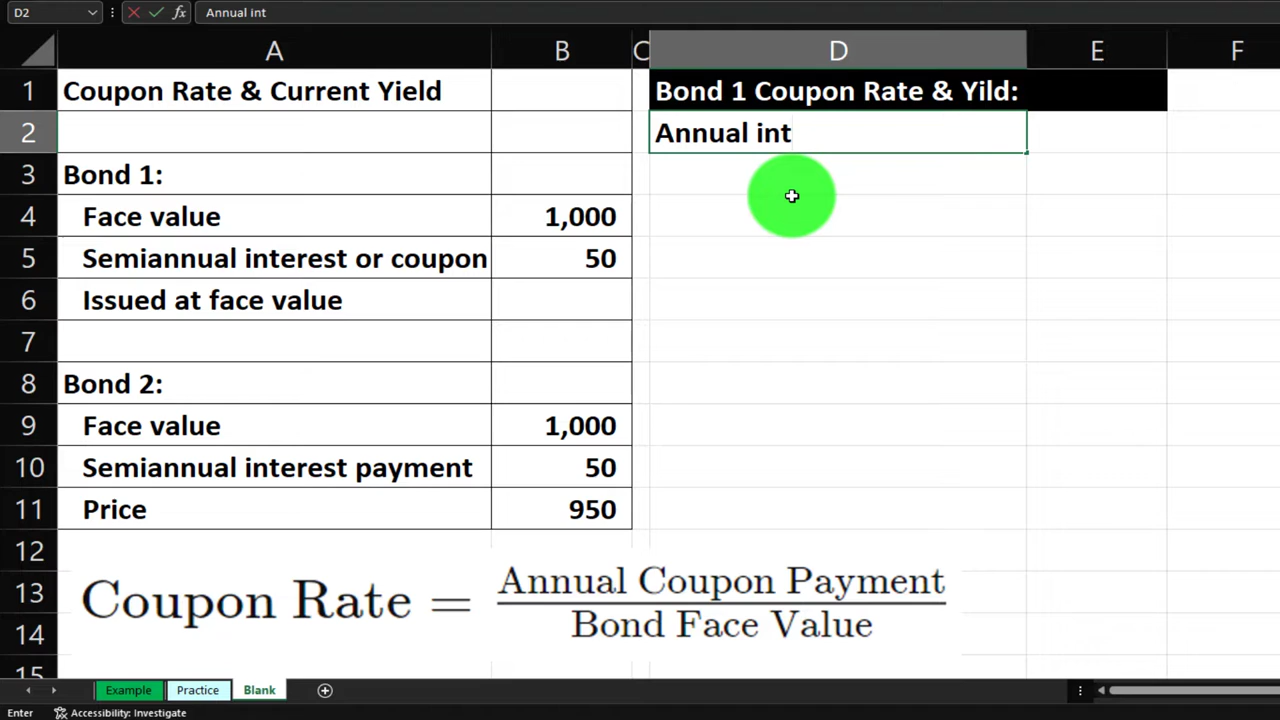 D2 fx Annual int
A B C D E F
1 Coupon Rate & Current Yield Bond 1 Coupon Rate & Yild:
2 Annual int
3 Bond 1:
4 Face value 1,000
5 Semiannual interest or coupon 50
6 Issued at face value
7
8 Bond 2:
9 Face value 1,000
10 Semiannual interest payment 50
11 Price 950
12
13
14
15
Coupon Rate = Annual Coupon Payment
Bond Face Value
Example Practice Blank
Enter Accessibility: Investigate